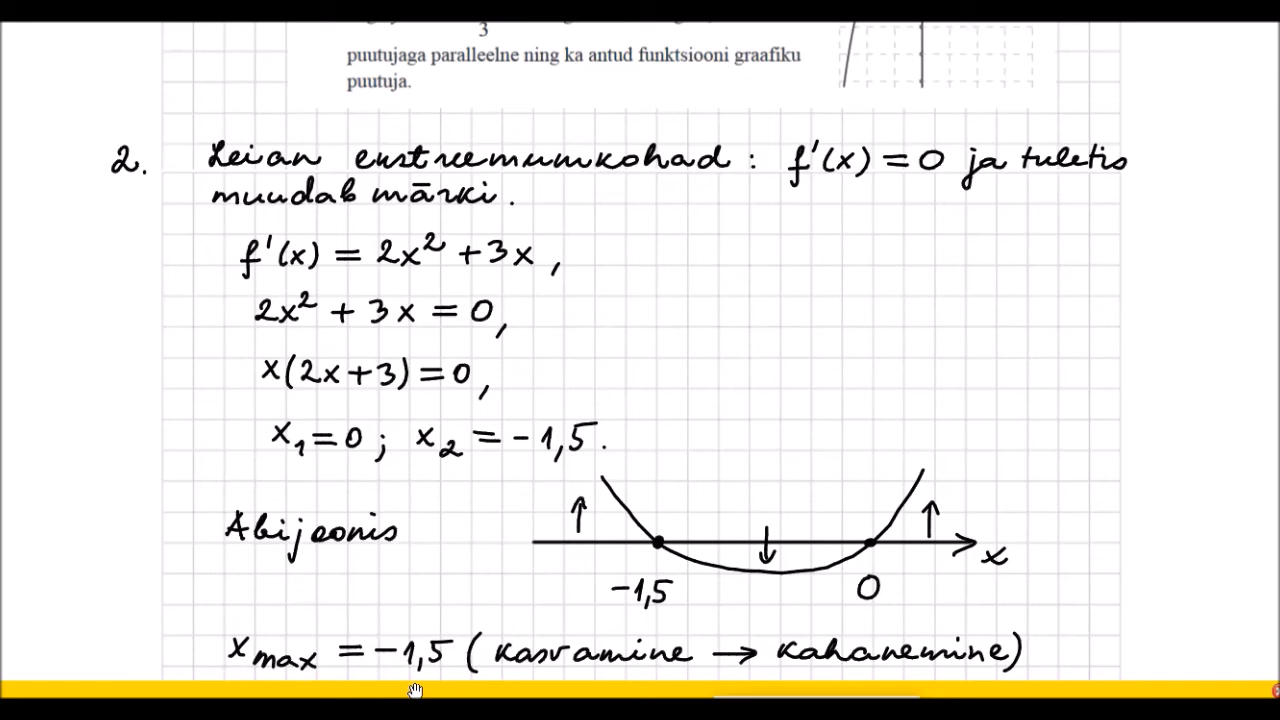 3
puutujaga paralleelne ning ka antud funktsiooni graafiku
puutuja.
2. Leian ekstreemumkohad : f'(x) = 0 ja tuletis
muudab märki.
f'(x) = 2x² + 3x ,
2x² + 3x = 0,
x(2x+3) = 0,
x₁ = 0 ; x₂ = -1,5.
Abijoonis
x
-1,5 0
x max = -1,5 ( kasvamine → kahanemine)